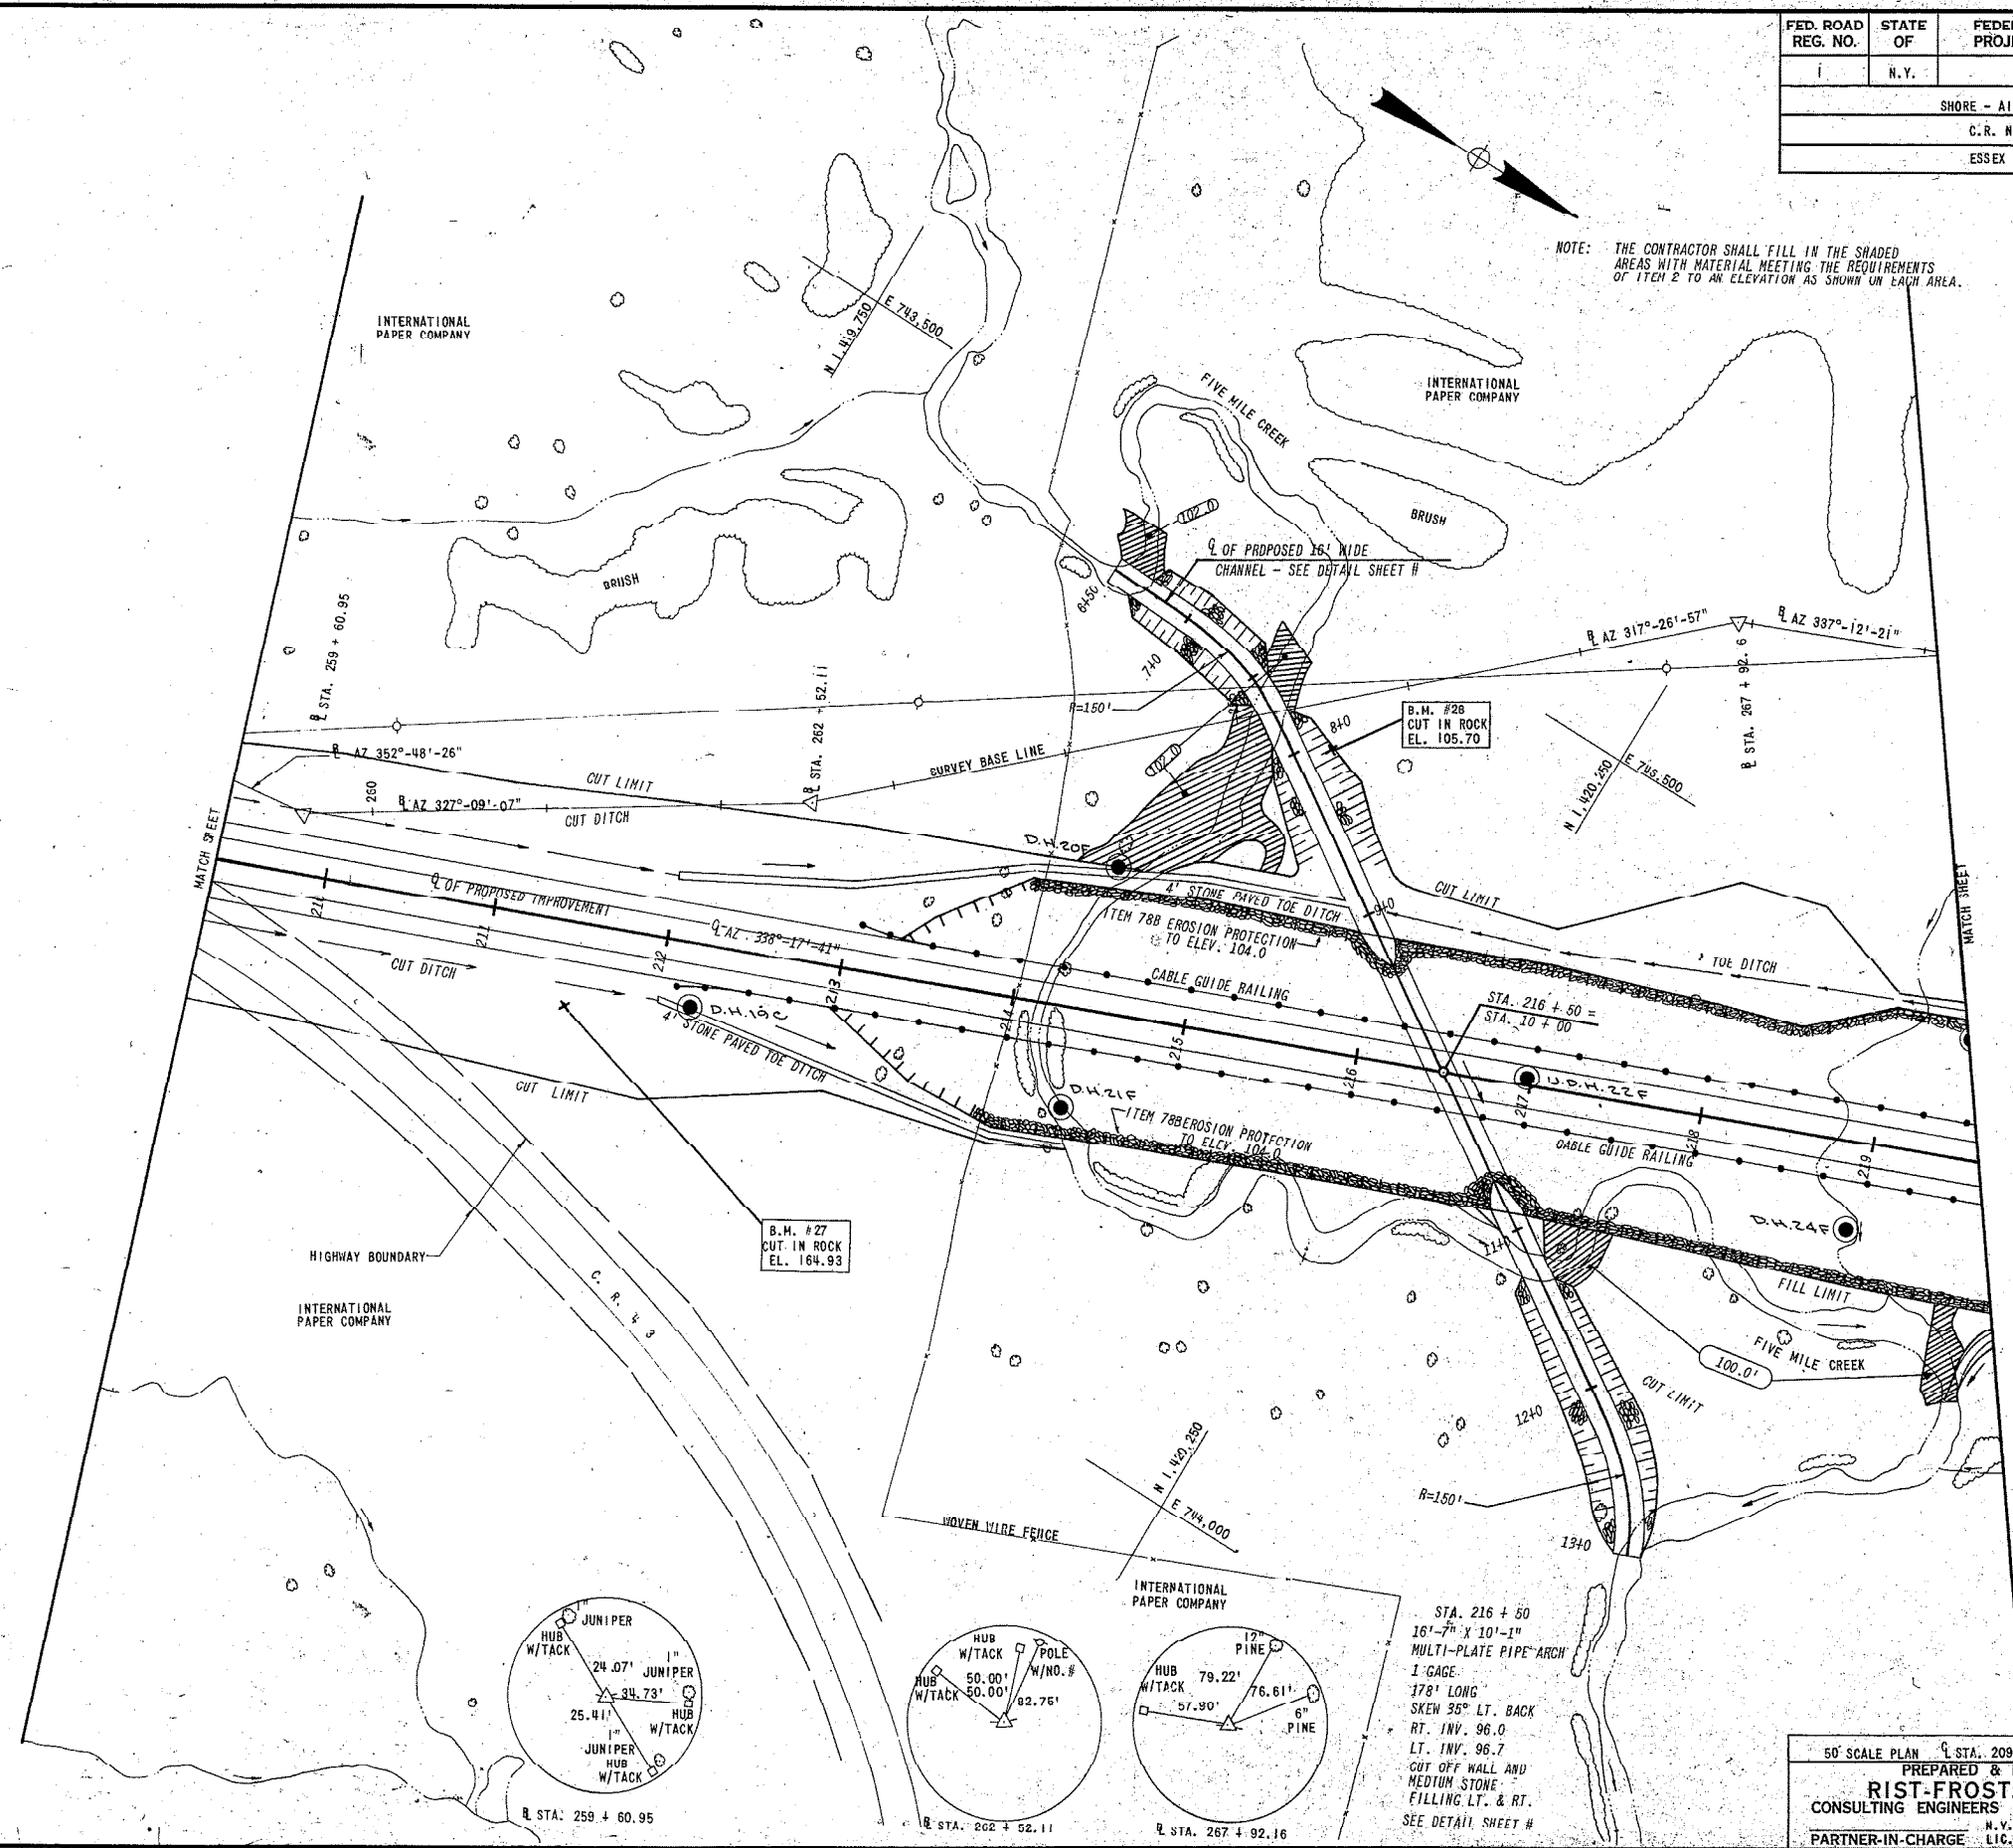 FED. ROAD REG. NO.
STATE OF
1
N.Y.
C.R.
ESSEX
NOTE: THE CONTRACTOR SHALL FILL IN THE SHADED
AREAS WITH MATERIAL MEETING THE REQUIREMENTS
OF ITEM 2 TO AN ELEVATION AS SHOWN ON EACH AREA.
INTERNATIONAL
PAPER COMPANY
N 1,419,750
E 743,500
FIVE MILE CREEK
INTERNATIONAL
PAPER COMPANY
102.0
BRUSH
℄ OF PROPOSED 16' WIDE
CHANNEL - SEE DETAIL SHEET #
BRUSH
6+50
7+0
R=150'
8+0
B.M. #28
CUT IN ROCK
EL. 105.70
℄ AZ 317°-26'-57"
℄ AZ 337°-12'-21"
STA. 259 + 60.95
STA. 262 + 52.11
AZ 352°-48'-26"
260
AZ 327°-09'-07"
CUT LIMIT
CUT DITCH
SURVEY BASE LINE
102.0
N 1,420,250
MATCH SHEET
MATCH SHEET
D.H.20F
℄ OF PROPOSED IMPROVEMENT
℄ AZ. 338°-17'-41"
211
212
213
214
215
216
217
218
219
4' STONE PAVED TOE DITCH
ITEM 78B EROSION PROTECTION
TO ELEV. 104.0
9+0
CUT LIMIT
TOE DITCH
CABLE GUIDE RAILING
CUT DITCH
D.H.19C
4' STONE PAVED TOE DITCH
STA. 216 + 50 =
STA. 10 + 00
CUT LIMIT
D.H.21F
ITEM 78B EROSION PROTECTION
TO ELEV. 104.0
U.D.H.22F
CABLE GUIDE RAILING
B.M. #27
CUT IN ROCK
EL. 164.93
HIGHWAY BOUNDARY
C. R. 43
INTERNATIONAL
PAPER COMPANY
11+0
D.H.24F
FILL LIMIT
FIVE MILE CREEK
100.0'
CUT LIMIT
12+0
R=150'
13+0
N 1,420,250
E 744,000
WOVEN WIRE FENCE
INTERNATIONAL
PAPER COMPANY
1"
JUNIPER
HUB
W/TACK
24.07'
1"
JUNIPER
34.73'
HUB
W/TACK
25.41'
1"
JUNIPER
HUB
W/TACK
STA. 259 + 60.95
HUB
W/TACK
POLE
W/NO.#
HUB
W/TACK
50.00'
50.00'
82.76'
STA. 262 + 52.11
12"
PINE
HUB
W/TACK
79.22'
76.61'
57.80'
6"
PINE
STA. 267 + 92.16
STA. 216 + 50
16'-7" X 10'-1"
MULTI-PLATE PIPE ARCH
1 GAGE
178' LONG
SKEW 35° LT. BACK
RT. INV. 96.0
LT. INV. 96.7
CUT OFF WALL AND
MEDIUM STONE
FILLING LT. & RT.
SEE DETAIL SHEET #
50' SCALE PLAN ℄ STA. 209
PREPARED &
RIST-FROST
CONSULTING ENGINEERS
N.Y.
PARTNER-IN-CHARGE